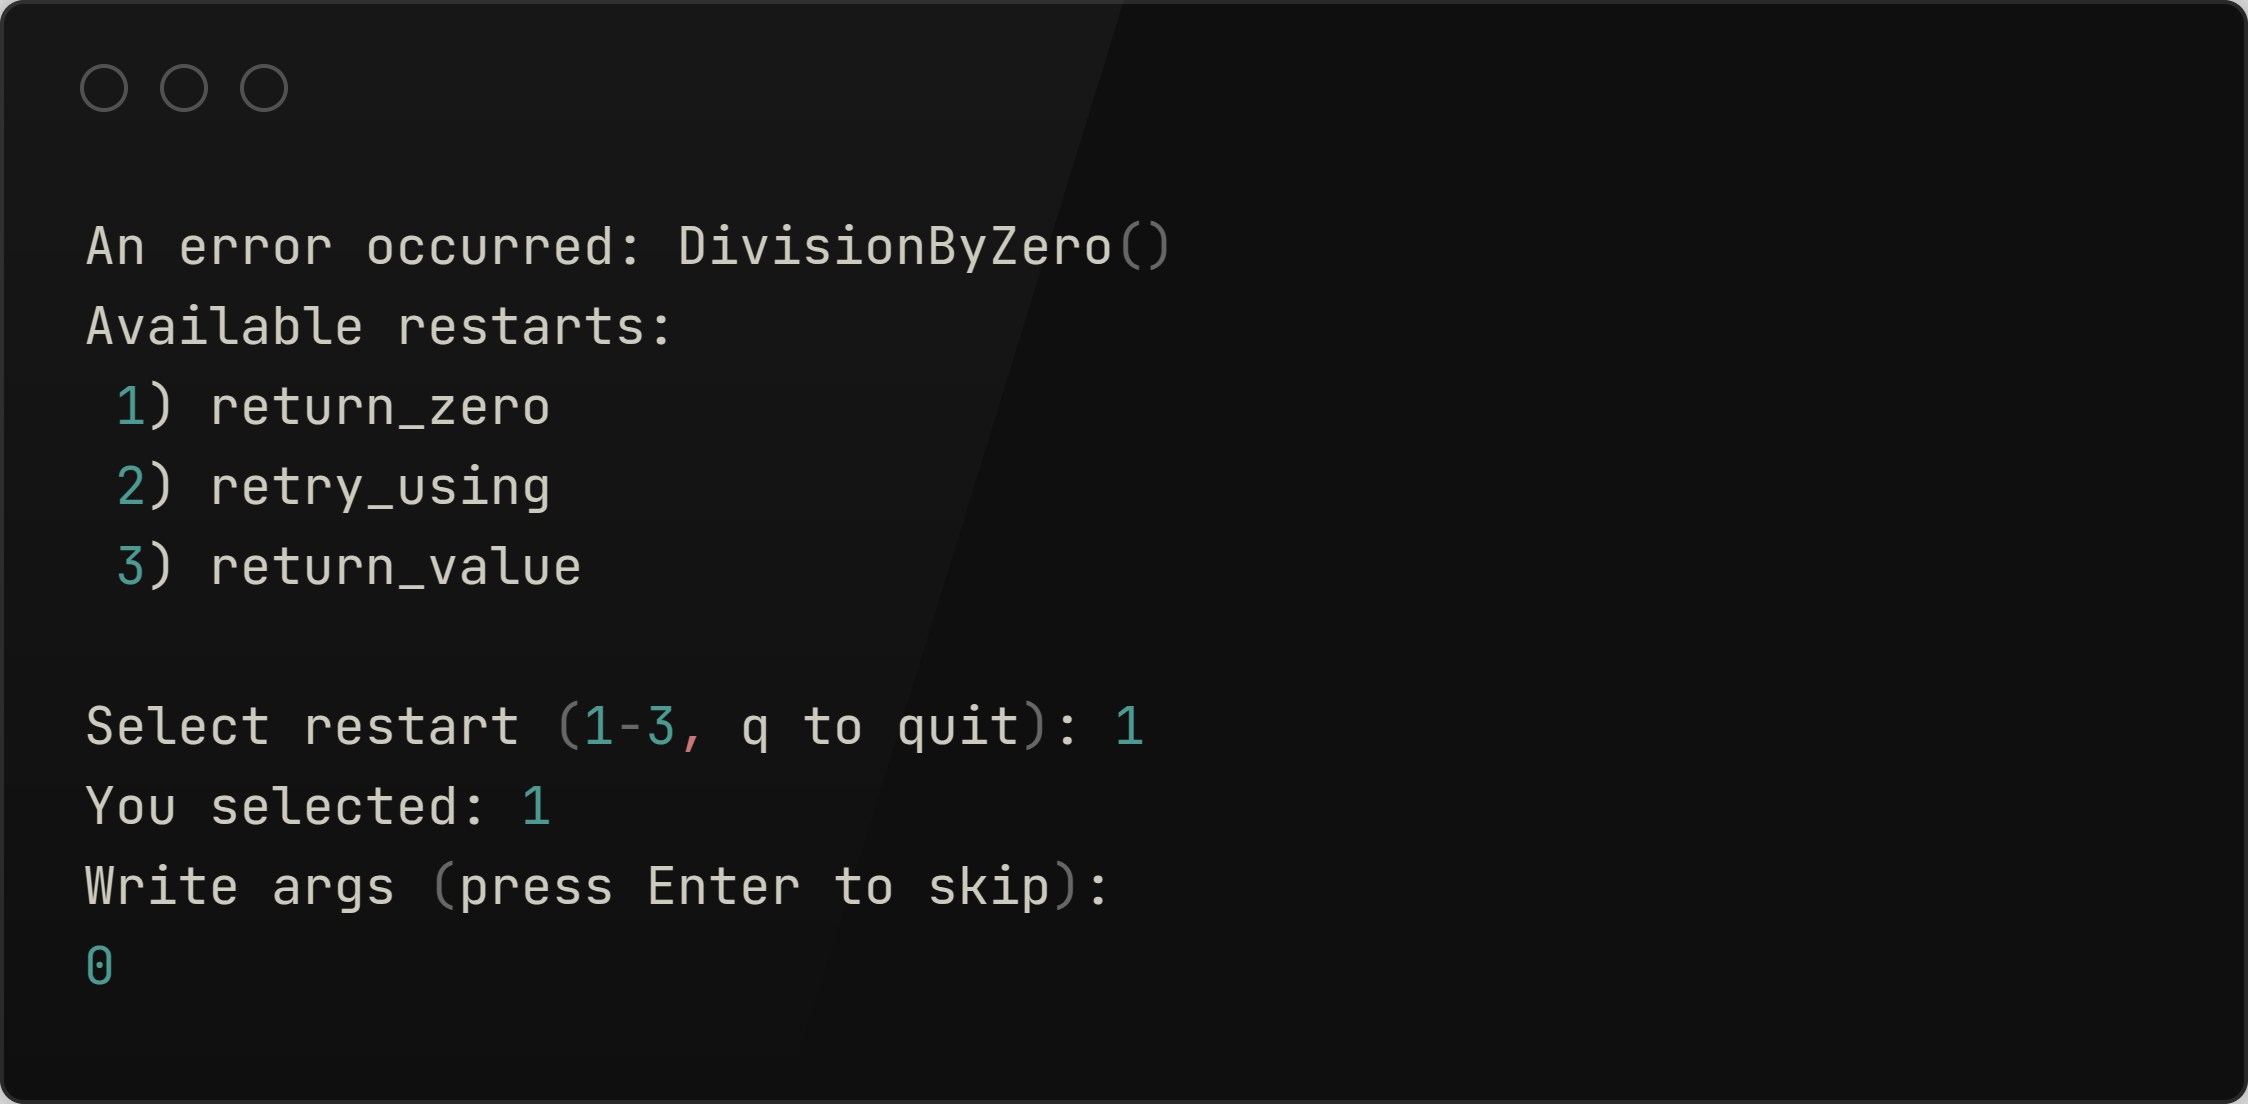 An error occurred: DivisionByZero()
Available restarts:
 1) return_zero
 2) retry_using
 3) return_value

Select restart (1-3, q to quit): 1
You selected: 1
Write args (press Enter to skip):
0